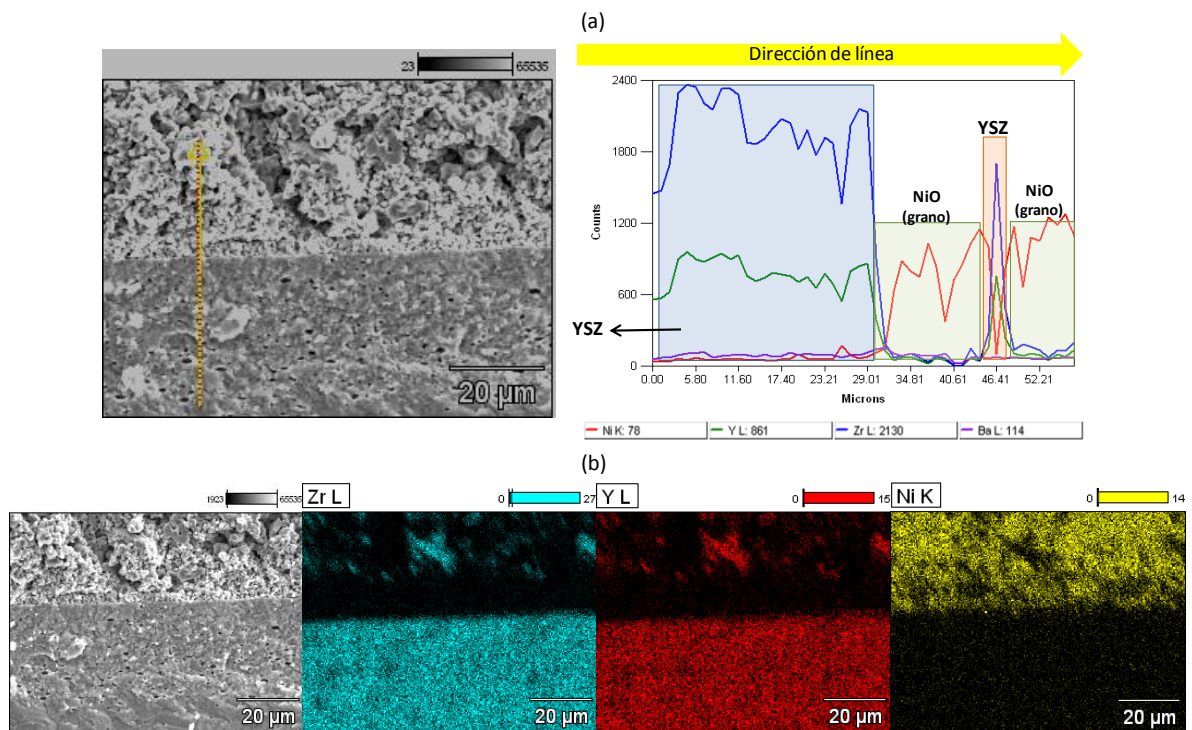 (a)
23 65535
20 µm
Dirección de línea
2400
1800
1200
600
0
Counts
YSZ
NiO
(grano)
YSZ
NiO
(grano)
0.00 5.80 11.60 17.40 23.21 29.01 34.81 40.61 46.41 52.21
Microns
Ni K: 78 Y L: 861 Zr L: 2130 Ba L: 114
(b)
1923 65535
20 µm
Zr L 0 27
20 µm
Y L 0 15
20 µm
Ni K 0 14
20 µm